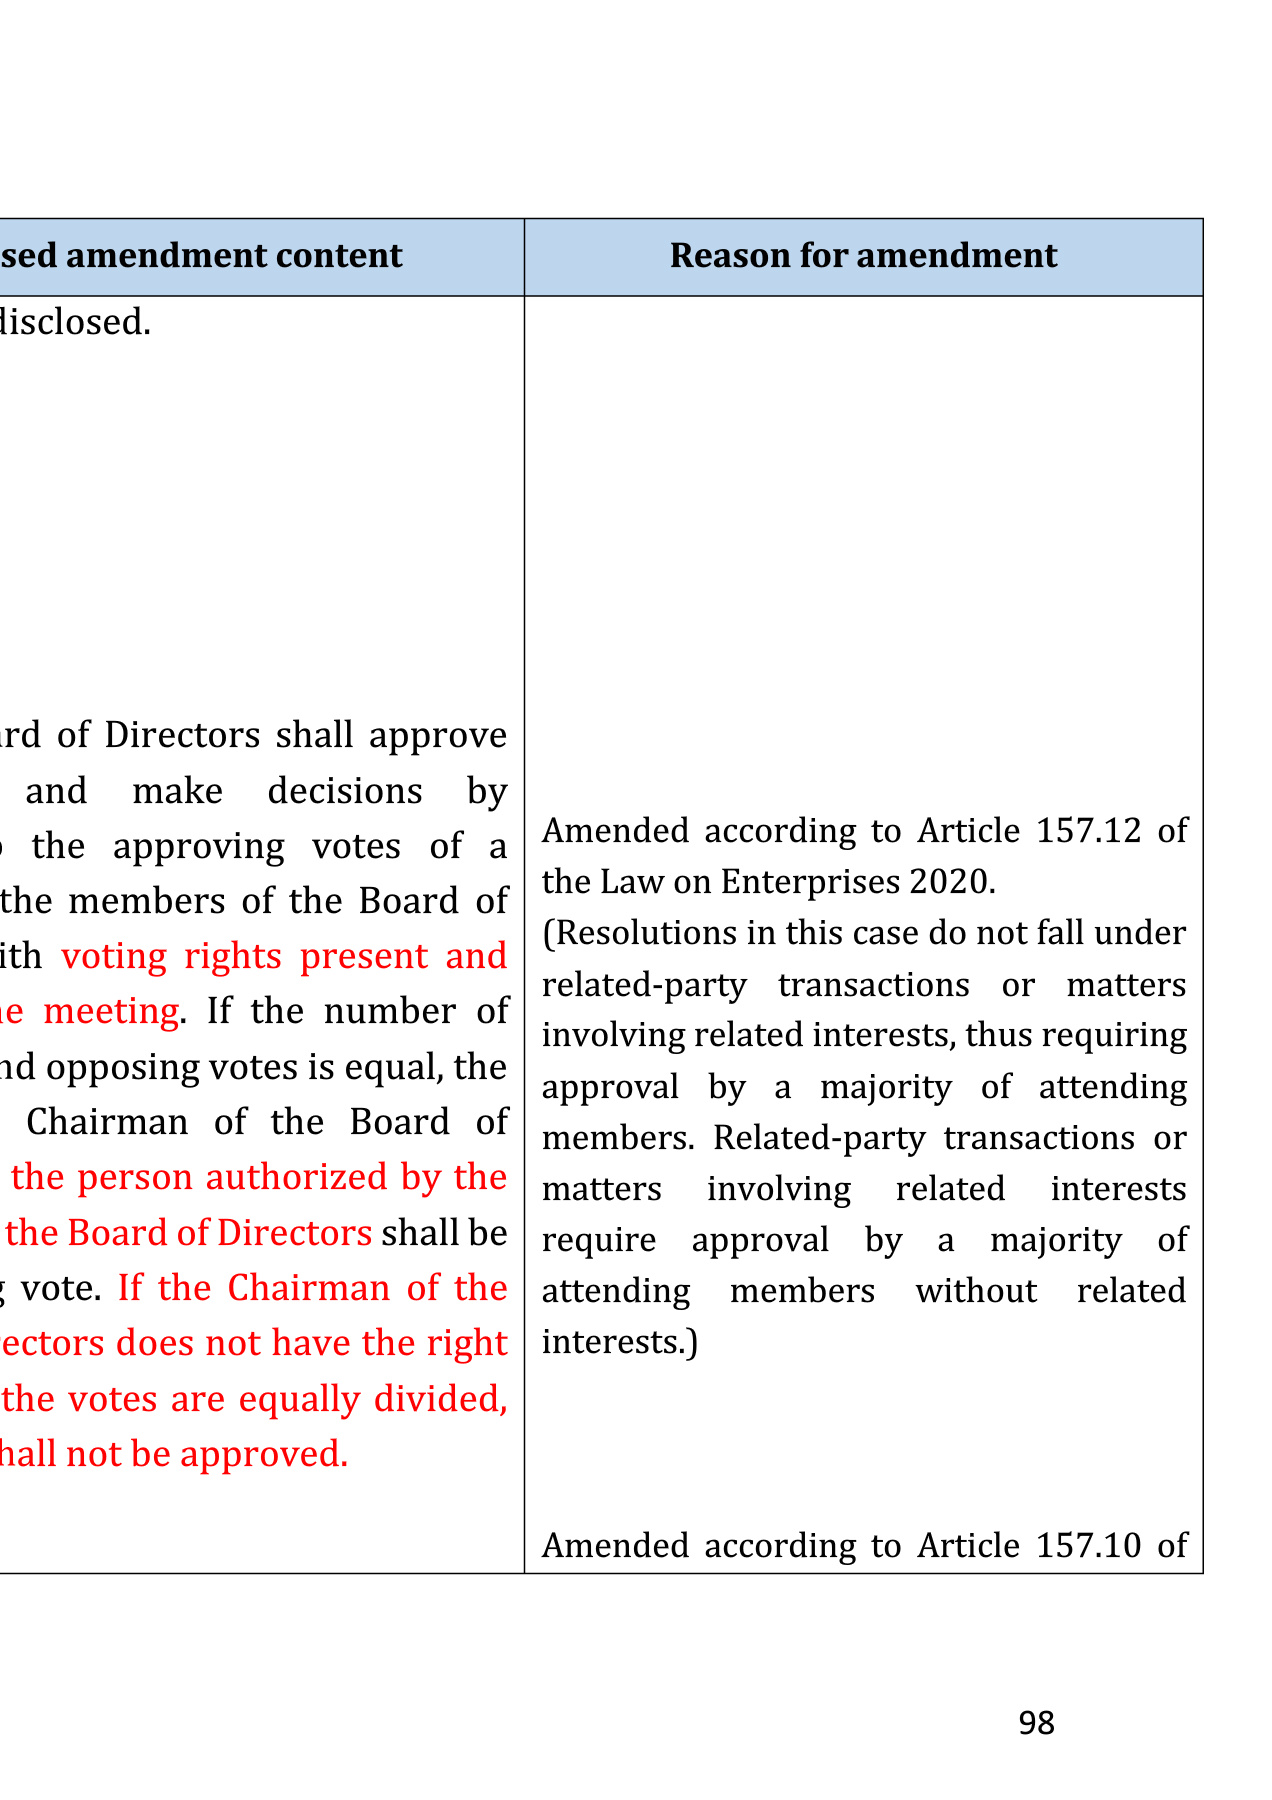 sed amendment content
Reason for amendment
disclosed.
ard of Directors shall approve
and make decisions by
the approving votes of a
the members of the Board of
ith voting rights present and
he meeting. If the number of
nd opposing votes is equal, the
Chairman of the Board of
the person authorized by the
the Board of Directors shall be
g vote. If the Chairman of the
rectors does not have the right
the votes are equally divided,
hall not be approved.
Amended according to Article 157.12 of
the Law on Enterprises 2020.
(Resolutions in this case do not fall under
related-party transactions or matters
involving related interests, thus requiring
approval by a majority of attending
members. Related-party transactions or
matters involving related interests
require approval by a majority of
attending members without related
interests.)
Amended according to Article 157.10 of
98